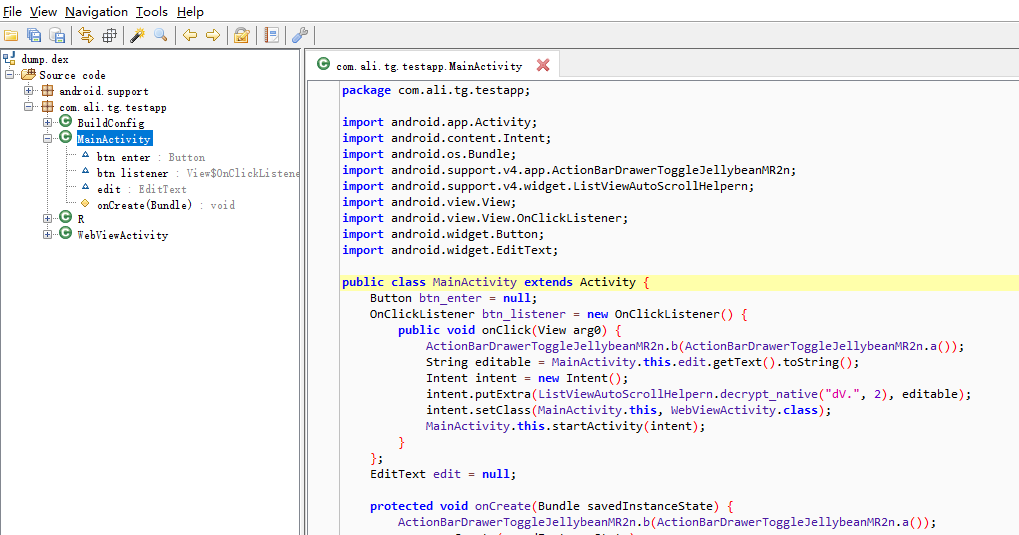 File View Navigation Tools Help
dump.dex
Source code
android.support
com.ali.tg.testapp
BuildConfig
MainActivity
btn enter : Button
btn listener : View$OnClickListene
edit : EditText
onCreate(Bundle) : void
R
WebViewActivity
com.ali.tg.testapp.MainActivity
package com.ali.tg.testapp;
import android.app.Activity;
import android.content.Intent;
import android.os.Bundle;
import android.support.v4.app.ActionBarDrawerToggleJellybeanMR2n;
import android.support.v4.widget.ListViewAutoScrollHelpern;
import android.view.View;
import android.view.View.OnClickListener;
import android.widget.Button;
import android.widget.EditText;
public class MainActivity extends Activity {
Button btn_enter = null;
OnClickListener btn_listener = new OnClickListener() {
public void onClick(View arg0) {
ActionBarDrawerToggleJellybeanMR2n.b(ActionBarDrawerToggleJellybeanMR2n.a());
String editable = MainActivity.this.edit.getText().toString();
Intent intent = new Intent();
intent.putExtra(ListViewAutoScrollHelpern.decrypt_native("dV.", 2), editable);
intent.setClass(MainActivity.this, WebViewActivity.class);
MainActivity.this.startActivity(intent);
}
};
EditText edit = null;
protected void onCreate(Bundle savedInstanceState) {
ActionBarDrawerToggleJellybeanMR2n.b(ActionBarDrawerToggleJellybeanMR2n.a());